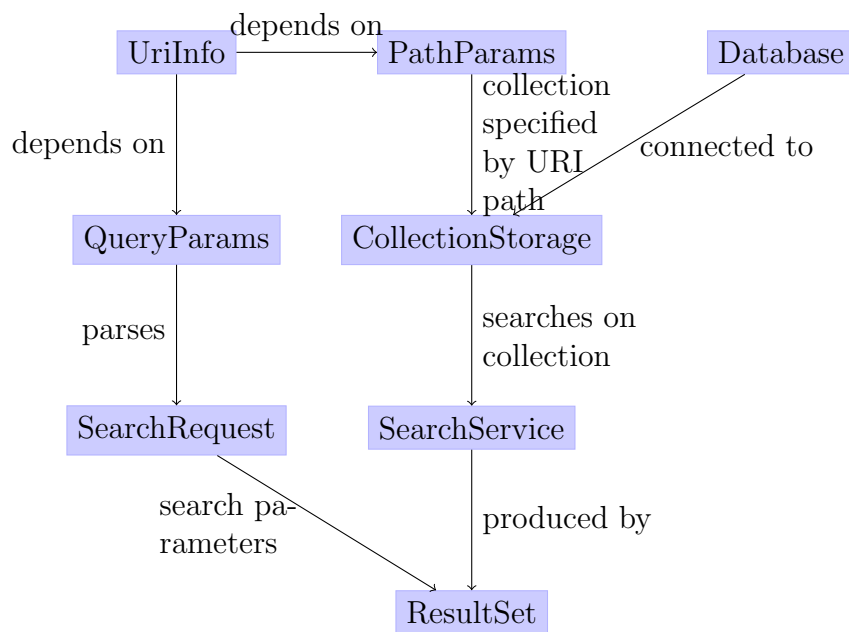 depends on
UriInfo
PathParams
Database
collection
specified
by URI
path
depends on
connected to
QueryParams
CollectionStorage
parses
searches on
collection
SearchRequest
SearchService
search pa-
rameters
produced by
ResultSet